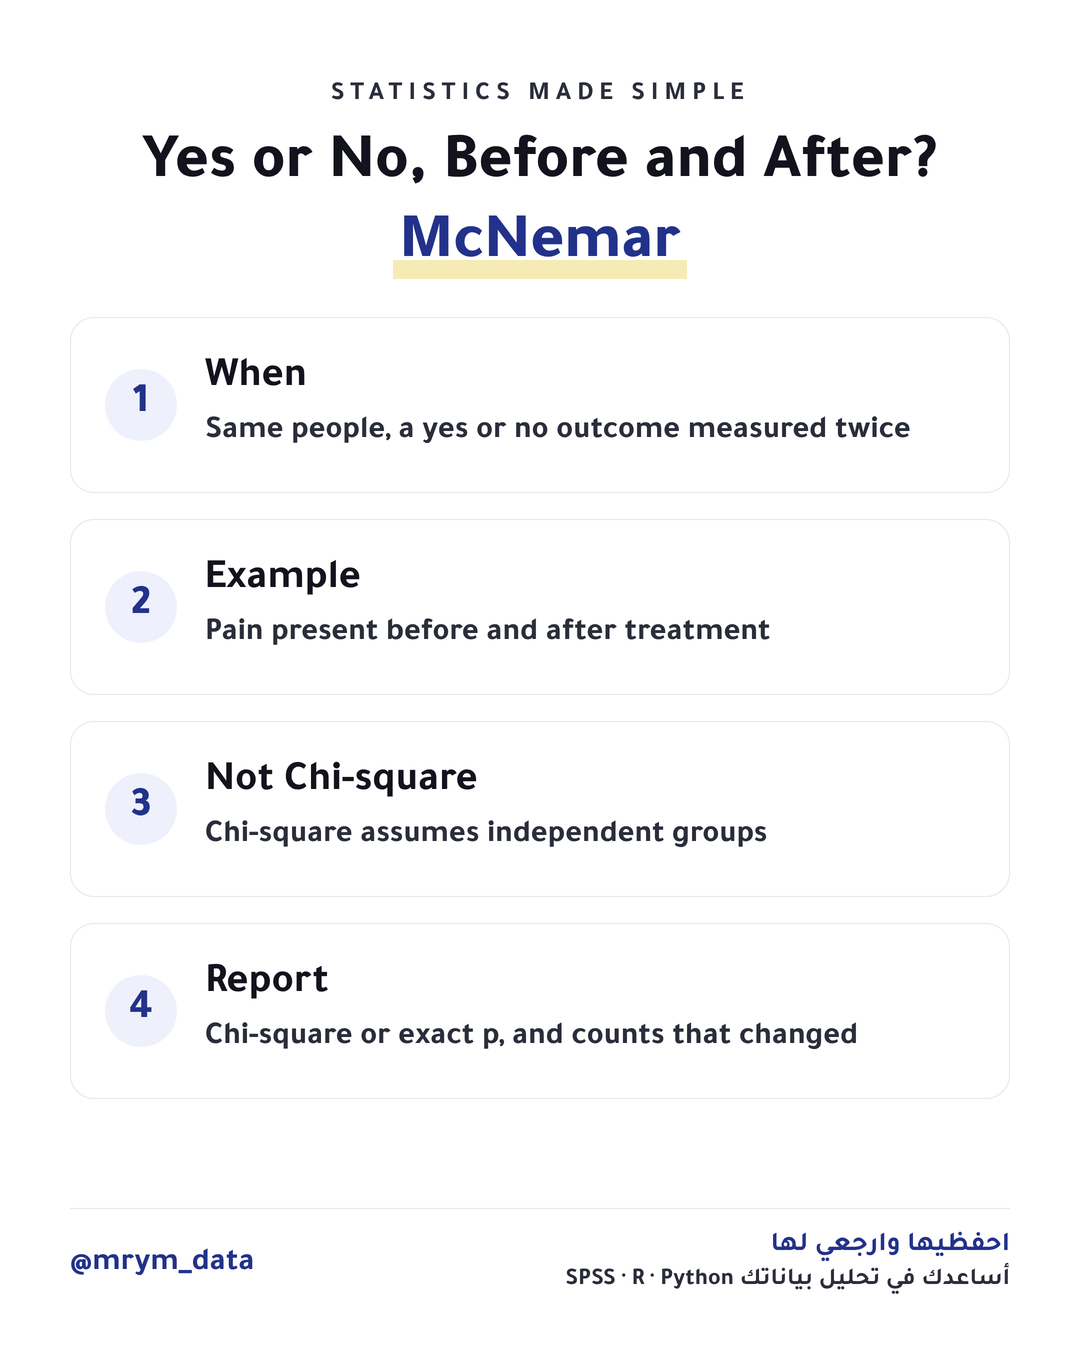 STATISTICS MADE SIMPLE
Yes or No, Before and After?
McNemar
1
When
Same people, a yes or no outcome measured twice
2
Example
Pain present before and after treatment
3
Not Chi-square
Chi-square assumes independent groups
4
Report
Chi-square or exact p, and counts that changed
@mrym_data
احفظيها وارجعي لها
أساعدك في تحليل بياناتك SPSS · R · Python